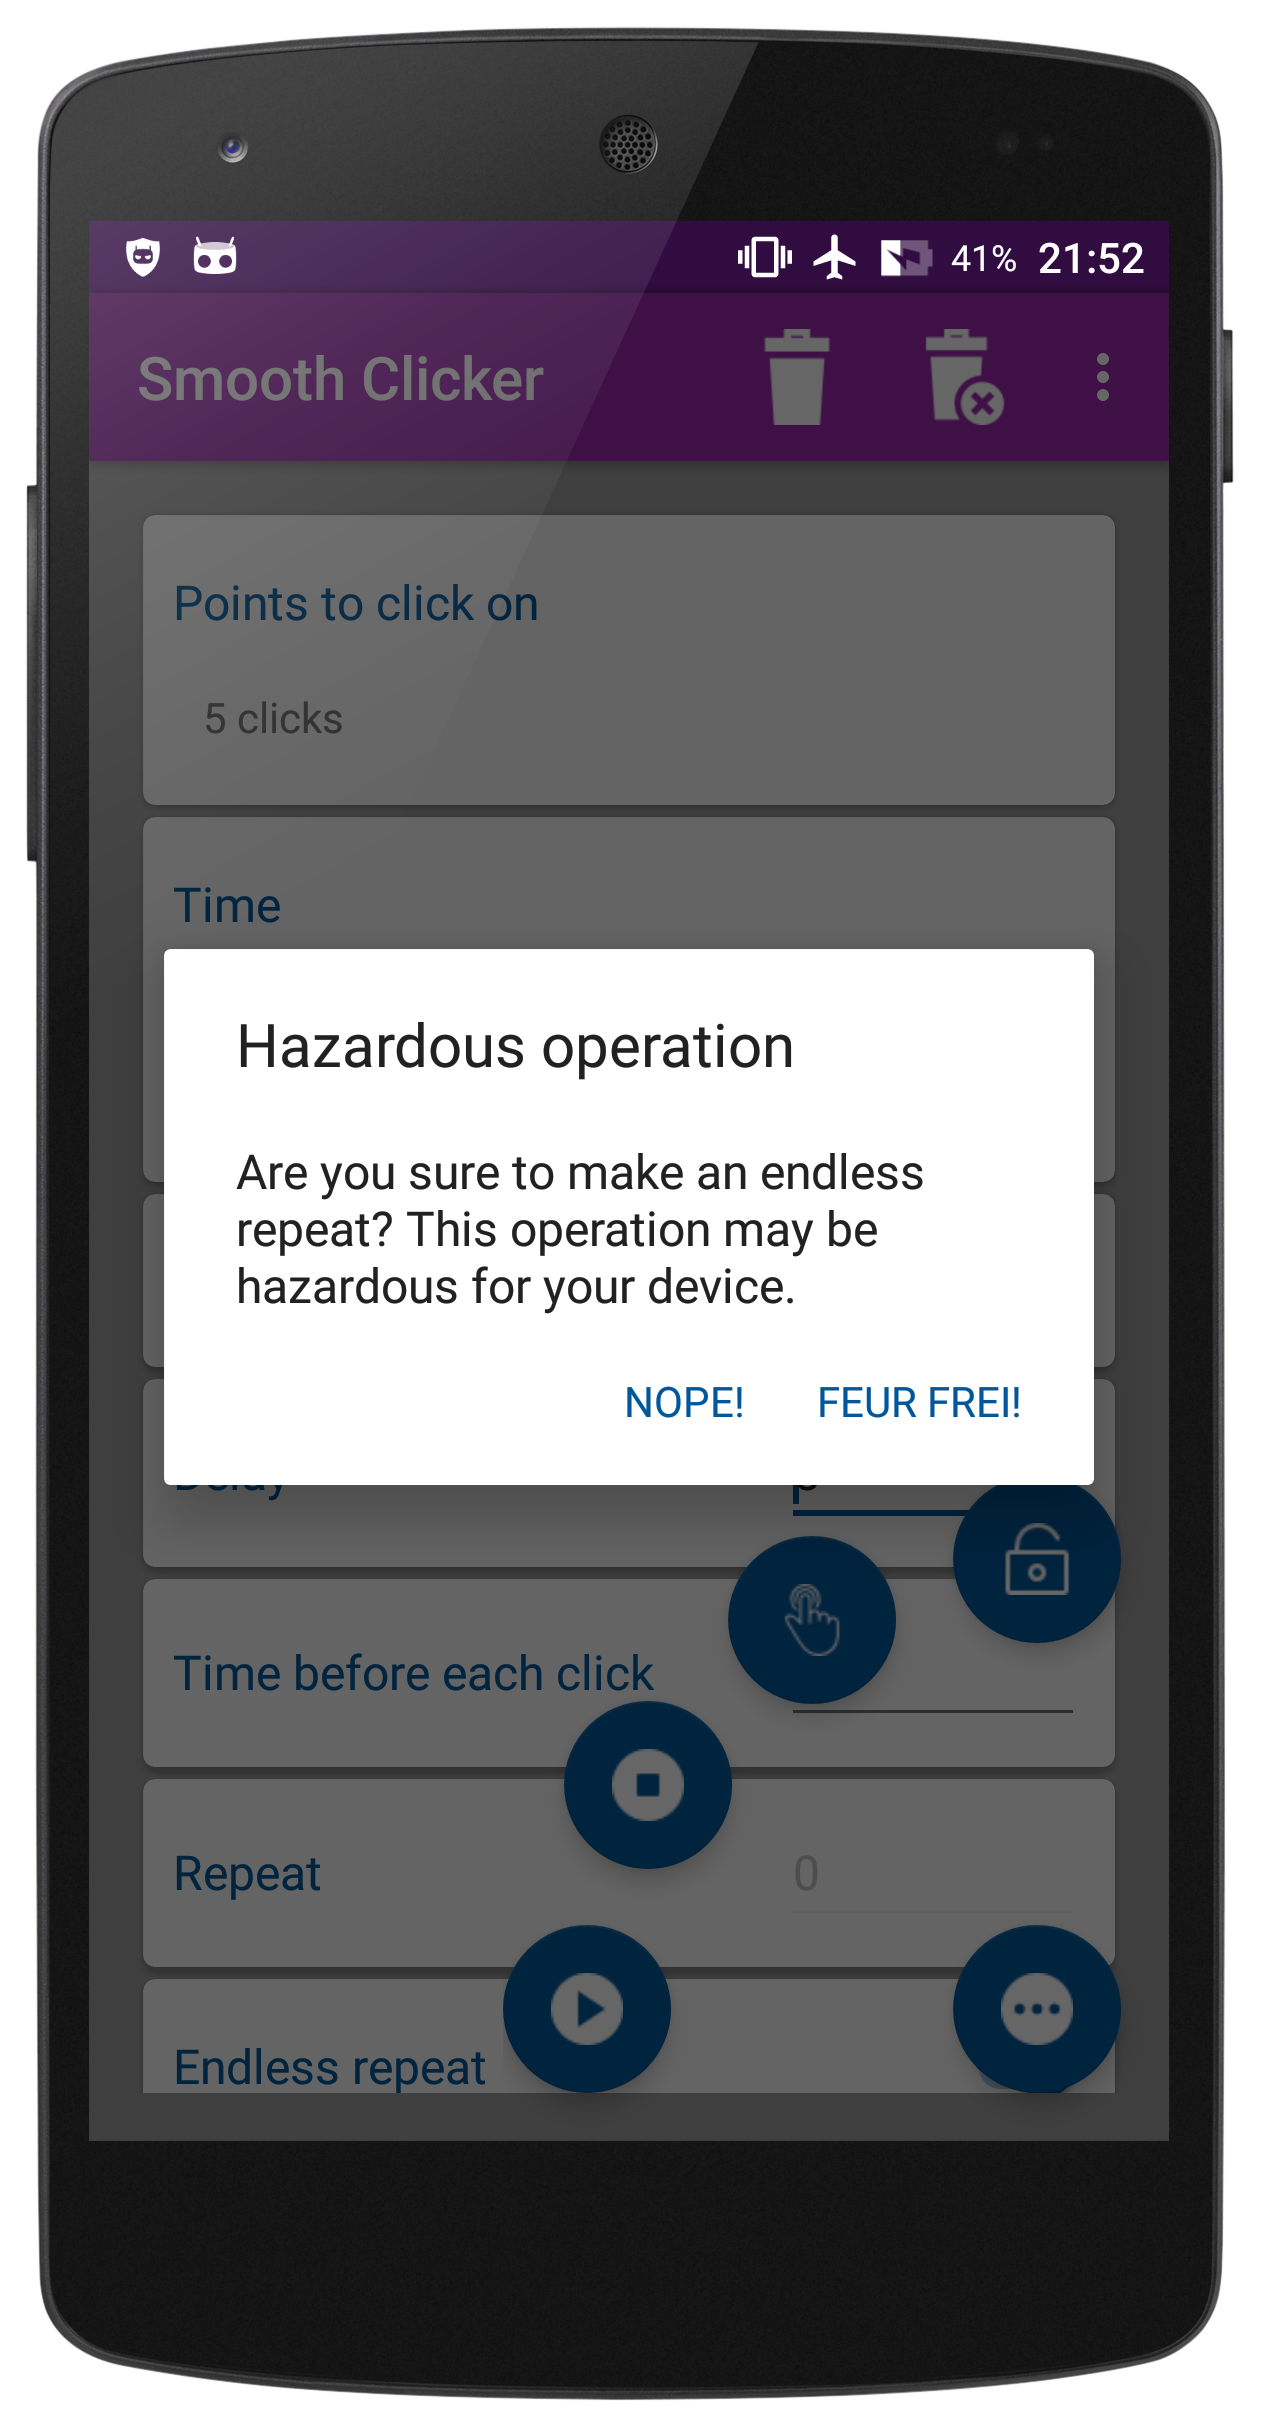 41% 21:52
Smooth Clicker
Points to click on
5 clicks
Time
Hazardous operation
Are you sure to make an endless
repeat? This operation may be
hazardous for your device.
NOPE! FEUR FREI!
Delay
Time before each click
Repeat 0
Endless repeat